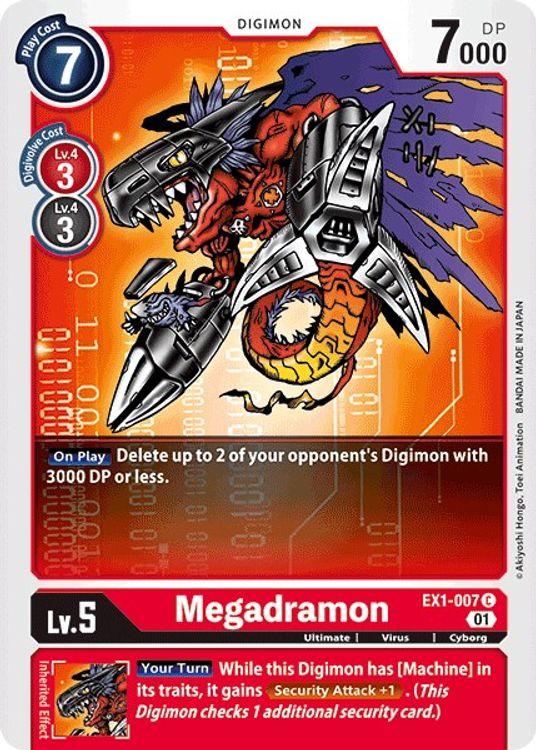 Play Cost
7
DIGIMON
DP
7000
Digivolve Cost
Lv.4
3
Lv.4
3
On Play Delete up to 2 of your opponent's Digimon with
3000 DP or less.
© Akiyoshi Hongo, Toei Animation BANDAI MADE IN JAPAN
Lv.5
Megadramon
EX1-007 C
01
Ultimate | Virus | Cyborg
Inherited Effect
Your Turn While this Digimon has [Machine] in
its traits, it gains Security Attack +1 . (This
Digimon checks 1 additional security card.)